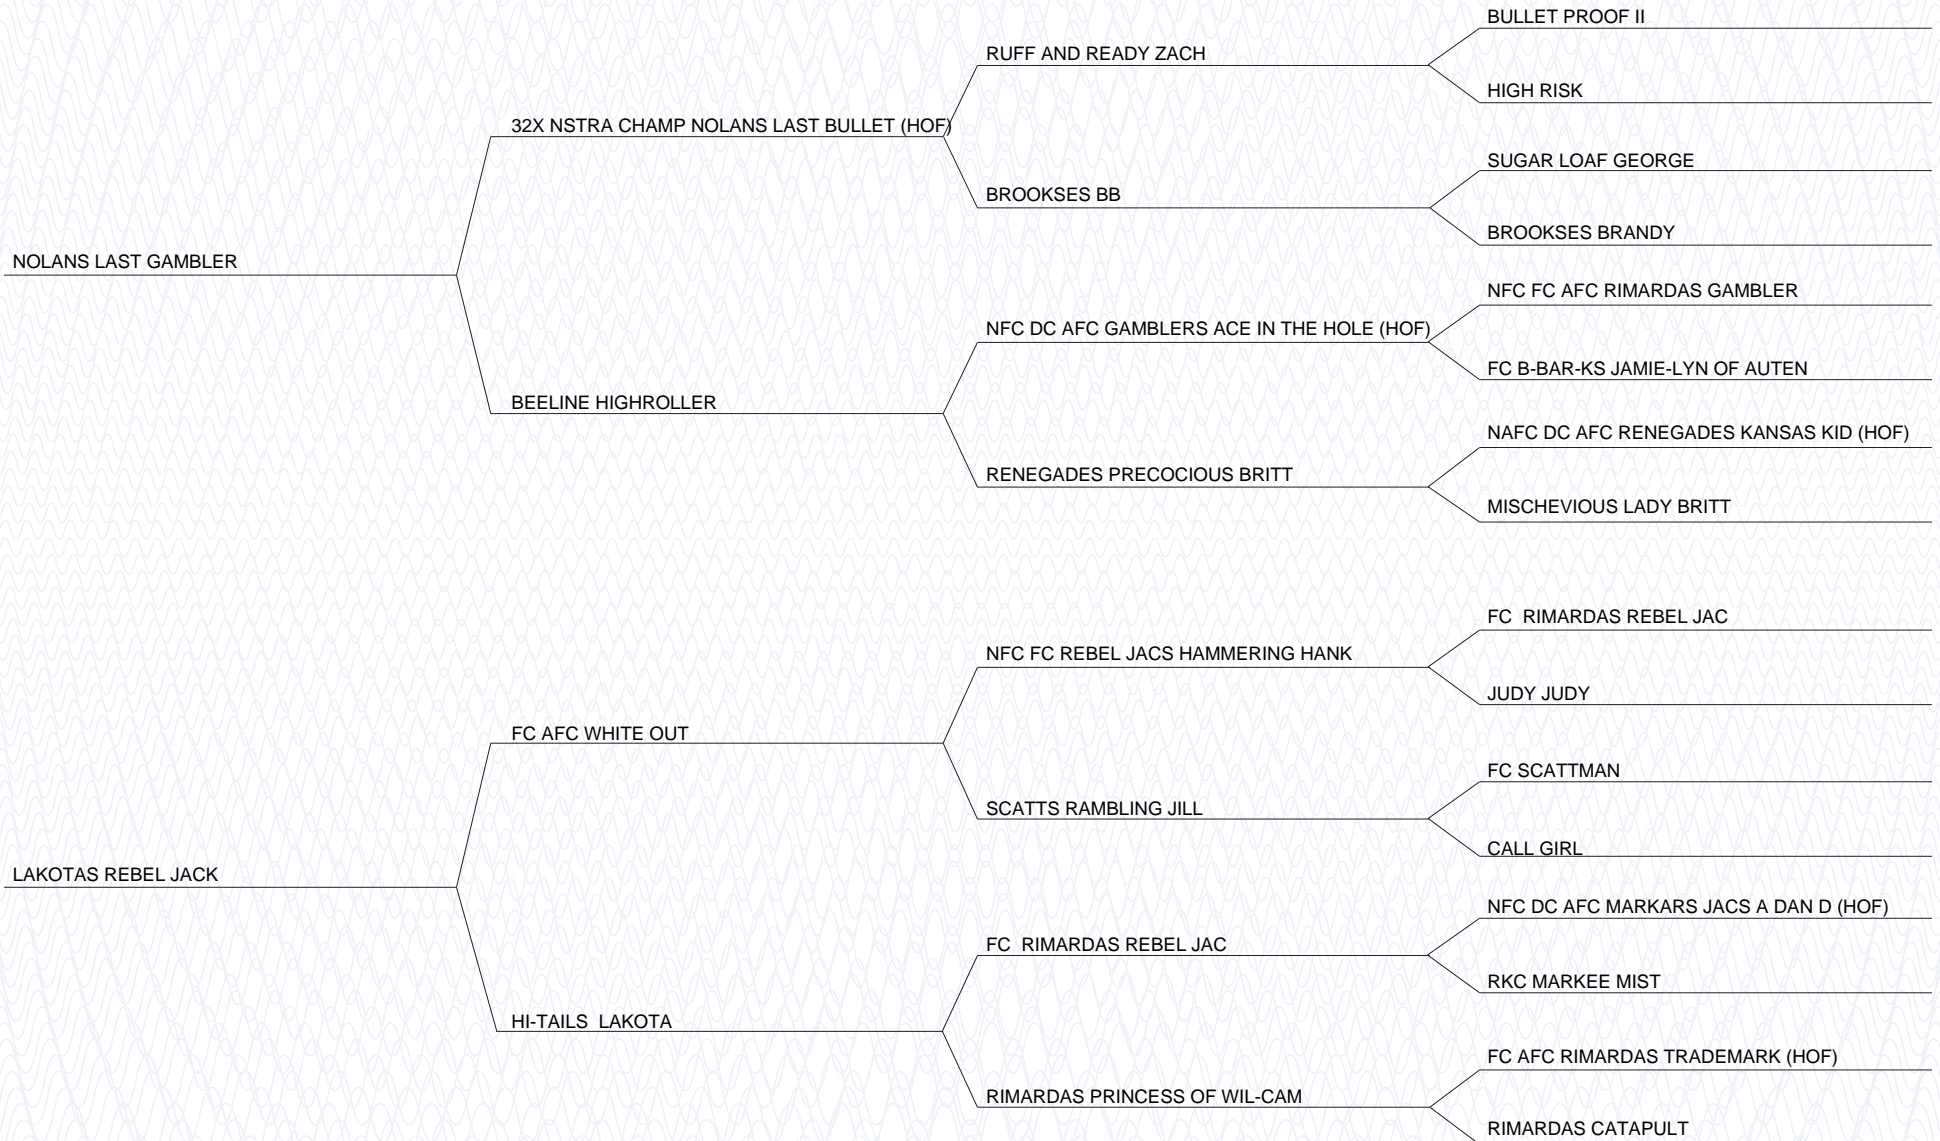 BULLET PROOF II
RUFF AND READY ZACH
HIGH RISK
32X NSTRA CHAMP NOLANS LAST BULLET (HOF)
SUGAR LOAF GEORGE
BROOKSES BB
BROOKSES BRANDY
NOLANS LAST GAMBLER
NFC FC AFC RIMARDAS GAMBLER
NFC DC AFC GAMBLERS ACE IN THE HOLE (HOF)
FC B-BAR-KS JAMIE-LYN OF AUTEN
BEELINE HIGHROLLER
NAFC DC AFC RENEGADES KANSAS KID (HOF)
RENEGADES PRECOCIOUS BRITT
MISCHEVIOUS LADY BRITT
FC  RIMARDAS REBEL JAC
NFC FC REBEL JACS HAMMERING HANK
JUDY JUDY
FC AFC WHITE OUT
FC SCATTMAN
SCATTS RAMBLING JILL
CALL GIRL
LAKOTAS REBEL JACK
NFC DC AFC MARKARS JACS A DAN D (HOF)
FC  RIMARDAS REBEL JAC
RKC MARKEE MIST
HI-TAILS  LAKOTA
FC AFC RIMARDAS TRADEMARK (HOF)
RIMARDAS PRINCESS OF WIL-CAM
RIMARDAS CATAPULT